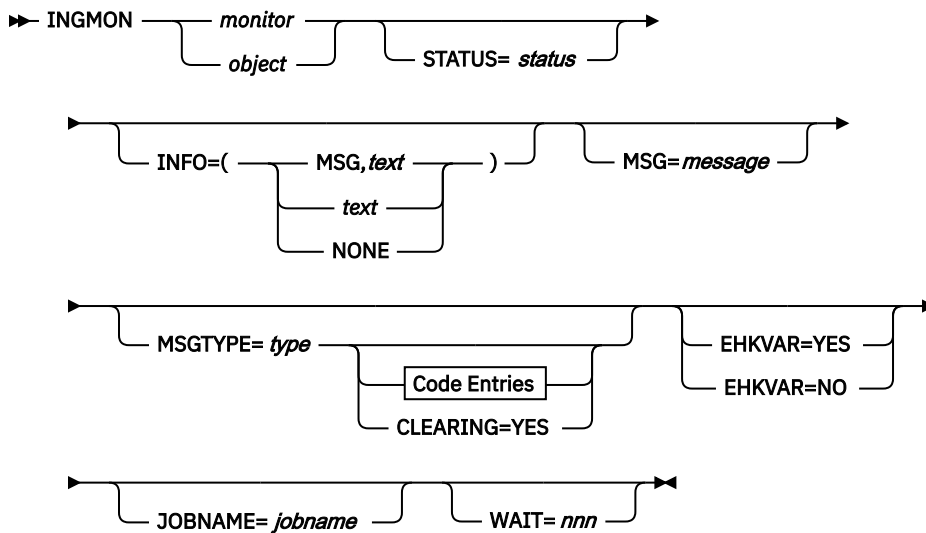 INGMON monitor
object STATUS= status
INFO=( MSG,text ) MSG=message
text
NONE
MSGTYPE= type EHKVAR=YES
Code Entries EHKVAR=NO
CLEARING=YES
JOBNAME= jobname WAIT= nnn